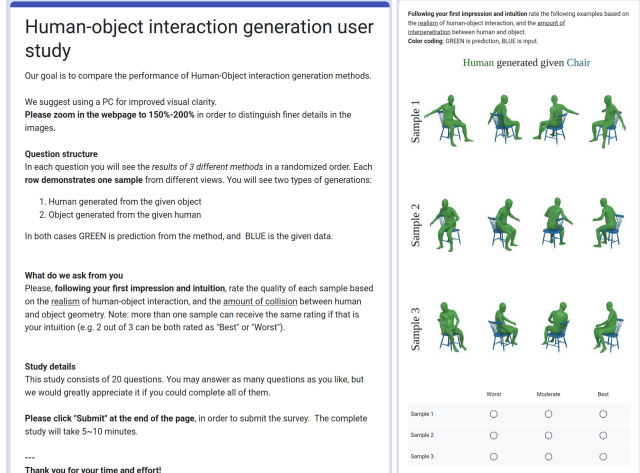 Human-object interaction generation user
study
Our goal is to compare the performance of Human-Object interaction generation methods.
We suggest using a PC for improved visual clarity.
Please zoom in the webpage to 150%-200% in order to distinguish finer details in the
images.
Question structure
In each question you will see the results of 3 different methods in a randomized order. Each
row demonstrates one sample from different views. You will see two types of generations:
1. Human generated from the given object
2. Object generated from the given human
In both cases GREEN is prediction from the method, and BLUE is the given data.
What do we ask from you
Please, following your first impression and intuition, rate the quality of each sample based
on the realism of human-object interaction, and the amount of collision between human
and object geometry. Note: more than one sample can receive the same rating if that is
your intuition (e.g. 2 out of 3 can be both rated as "Best" or "Worst").
Study details
This study consists of 20 questions. You may answer as many questions as you like, but
we would greatly appreciate it if you could complete all of them.
Please click "Submit" at the end of the page, in order to submit the survey. The complete
study will take 5~10 minutes.
---
Thank you for your time and effort!
Following your first impression and intuition rate the following examples based on
the realism of human-object interaction, and the amount of
interpenetration between human and object.
Color coding: GREEN is prediction, BLUE is input.
Human generated given Chair
Sample 1
Sample 2
Sample 3
Worst Moderate Best
Sample 1
Sample 2
Sample 3